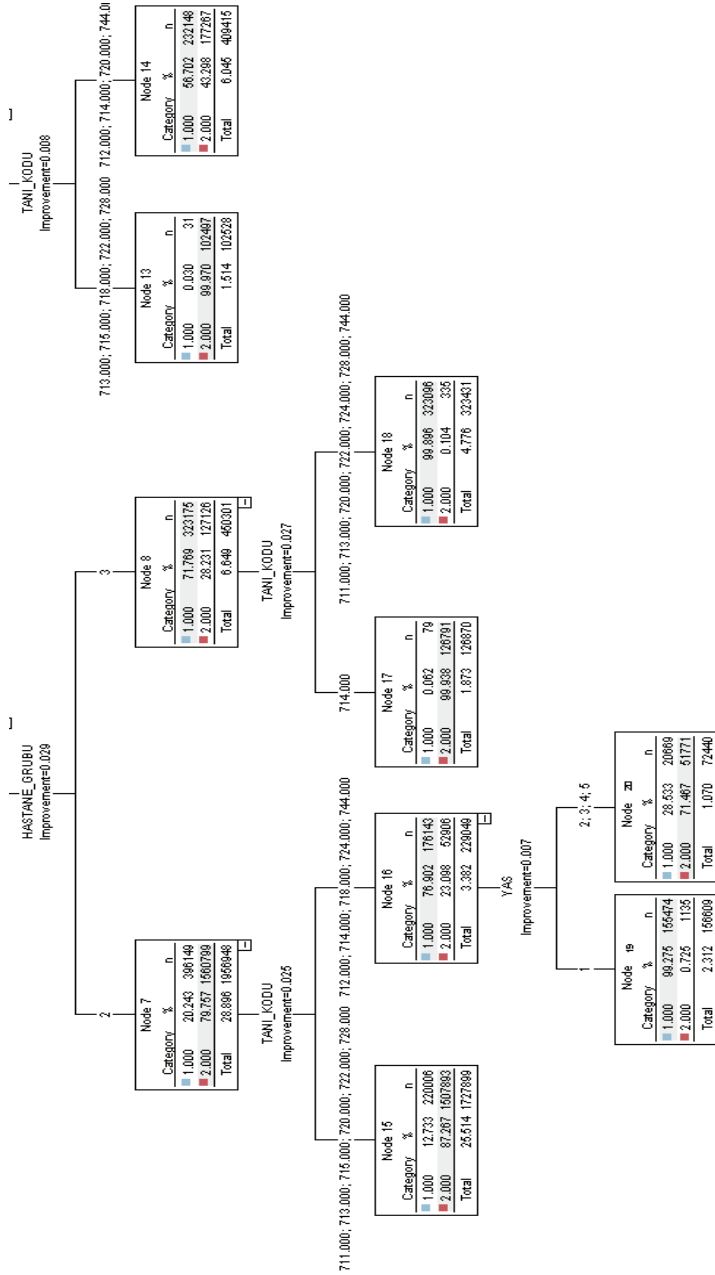 HASTANE_GRUBU
Improvement=0.029
TANI_KODU
Improvement=0.008
2
3
713.000; 715.000; 718.000; 722.000; 728.000
712.000; 714.000; 720.000; 744.0
Node 7
Category % n
1.000 20.243 396149
2.000 79.757 1560799
Total 28.896 1956948
Node 8
Category % n
1.000 71.769 323175
2.000 28.231 127126
Total 6.649 450301
Node 13
Category % n
1.000 0.030 31
2.000 99.970 102497
Total 1.514 102528
Node 14
Category % n
1.000 56.702 232148
2.000 43.298 177267
Total 6.045 409415
TANI_KODU
Improvement=0.025
TANI_KODU
Improvement=0.027
711.000; 713.000; 715.000; 720.000; 722.000; 728.000
712.000; 714.000; 718.000; 724.000; 744.000
714.000
711.000; 713.000; 720.000; 722.000; 724.000; 728.000; 744.000
Node 15
Category % n
1.000 12.733 220006
2.000 87.267 1507893
Total 25.514 1727899
Node 16
Category % n
1.000 76.902 176143
2.000 23.098 52906
Total 3.382 229049
Node 17
Category % n
1.000 0.062 79
2.000 99.938 126791
Total 1.873 126870
Node 18
Category % n
1.000 99.896 323096
2.000 0.104 335
Total 4.776 323431
YAS
Improvement=0.007
1
2; 3; 4; 5
Node 19
Category % n
1.000 99.275 155474
2.000 0.725 1135
Total 2.312 156609
Node 20
Category % n
1.000 28.533 20669
2.000 71.467 51771
Total 1.070 72440